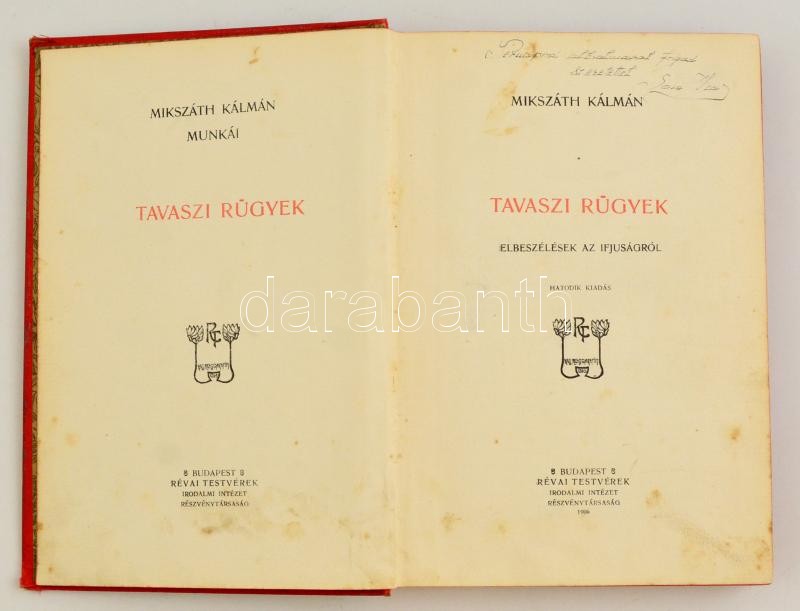 MIKSZÁTH KÁLMÁN
MUNKÁI
TAVASZI RÜGYEK
BUDAPEST
RÉVAI TESTVÉREK
IRODALMI INTÉZET
RÉSZVÉNYTÁRSASÁG
MIKSZÁTH KÁLMÁN
TAVASZI RÜGYEK
ELBESZÉLÉSEK AZ IFJUSÁGRÓL
HATODIK KIADÁS
BUDAPEST
RÉVAI TESTVÉREK
IRODALMI INTÉZET
RÉSZVÉNYTÁRSASÁG
1906
darabanth